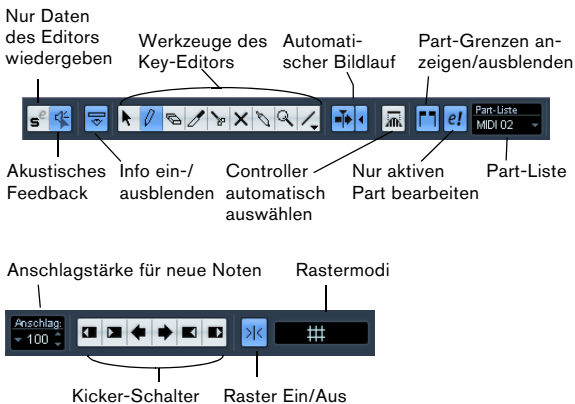 Nur Daten
des Editors
wiedergeben
Werkzeuge des
Key-Editors
Automati-
scher Bildlauf
Part-Grenzen an-
zeigen/ausblenden
s e
e!
Part-Liste
MIDI 02
Akustisches
Feedback
Info ein-/
ausblenden
Controller
automatisch
auswählen
Nur aktiven
Part bearbeiten
Part-Liste
Anschlagstärke für neue Noten
Rastermodi
Anschlag:
100
Kicker-Schalter
Raster Ein/Aus